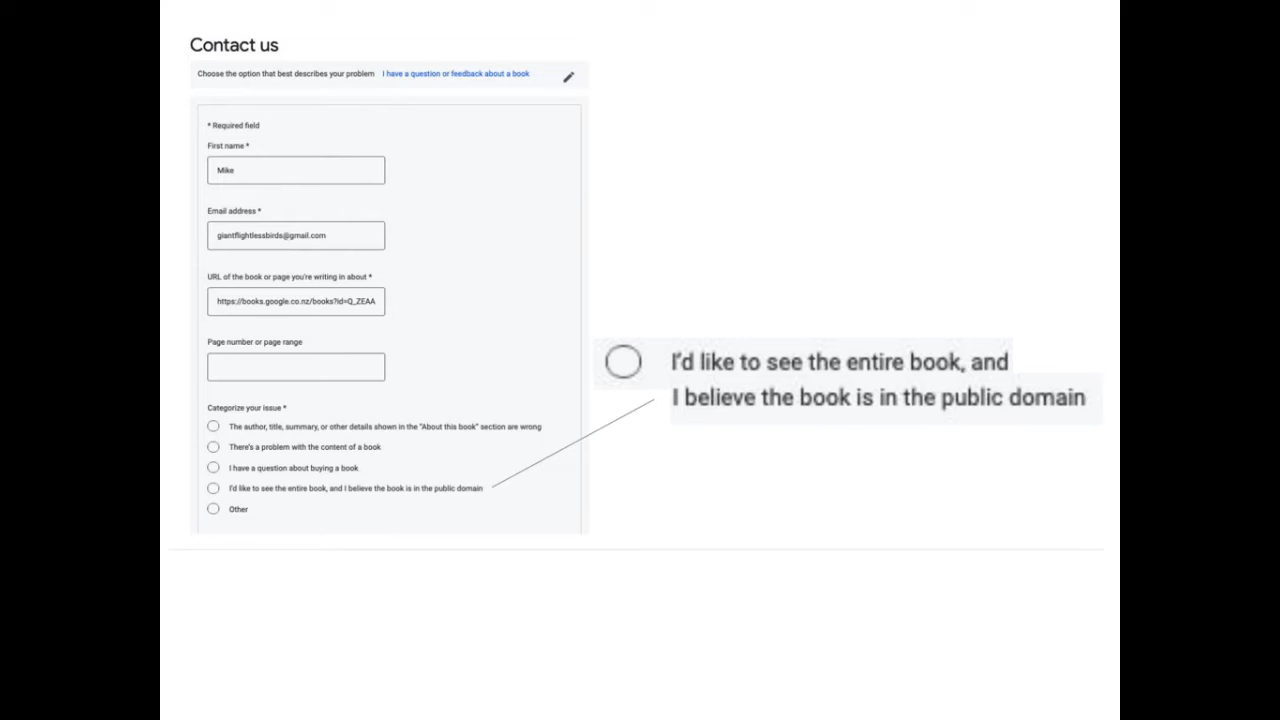 Contact us
Choose the option that best describes your problem I have a question or feedback about a book
* Required field
First name *
Mike
Email address *
giantflightlessbirds@gmail.com
URL of the book or page you're writing in about *
https://books.google.co.nz/books?id=Q_ZEAA
Page number or page range
Categorize your issue *
The author, title, summary, or other details shown in the "About this book" section are wrong
There's a problem with the content of a book
I have a question about buying a book
I'd like to see the entire book, and I believe the book is in the public domain
Other
I'd like to see the entire book, and
I believe the book is in the public domain